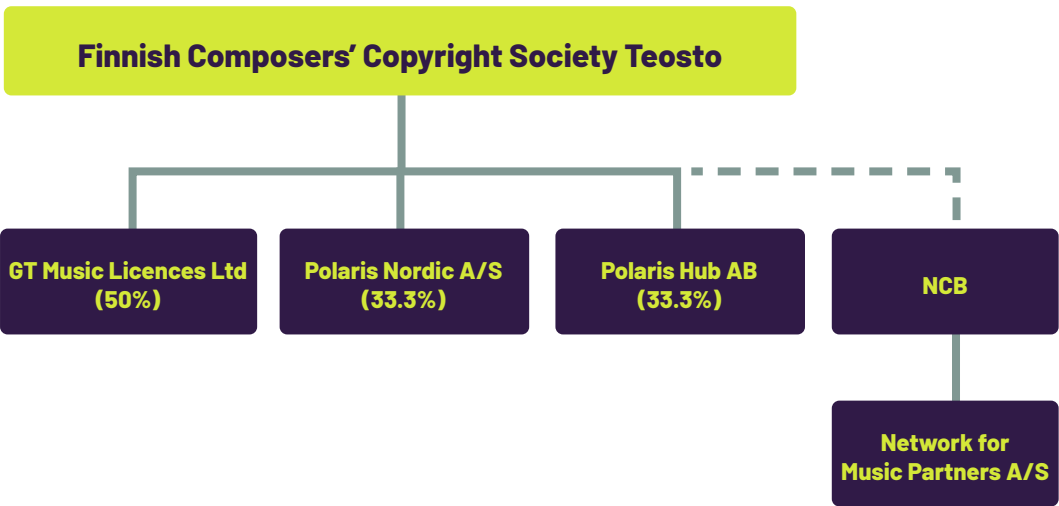 Finnish Composers’ Copyright Society Teosto
GT Music Licences Ltd
(50%)
Polaris Nordic A/S
(33.3%)
Polaris Hub AB
(33.3%)
NCB
Network for
Music Partners A/S